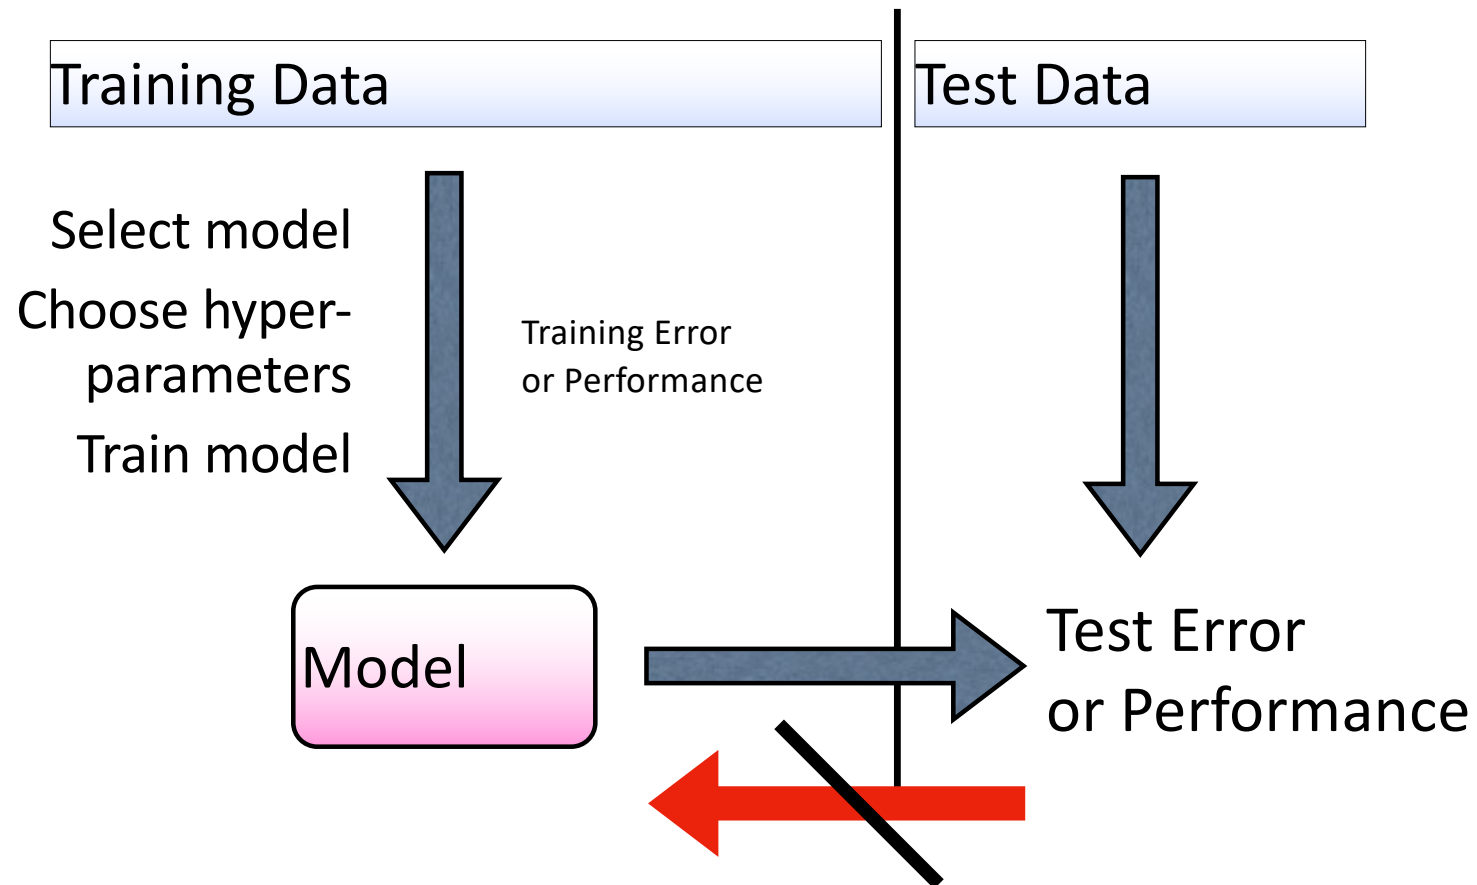 Training Data
Test Data
Select model
Choose hyper-
parameters
Train model
Training Error
or Performance
Model
Test Error
or Performance